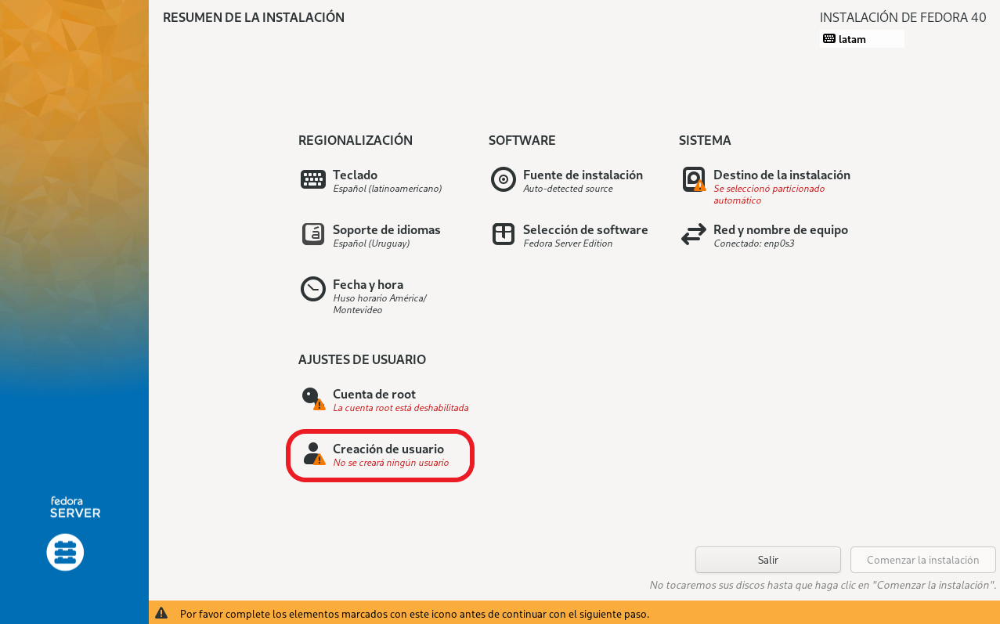 RESUMEN DE LA INSTALACIÓN
INSTALACIÓN DE FEDORA 40
latam
REGIONALIZACIÓN
Teclado
Español (latinoamericano)
Soporte de idiomas
Español (Uruguay)
Fecha y hora
Huso horario América/
Montevideo
SOFTWARE
Fuente de instalación
Auto-detected source
Selección de software
Fedora Server Edition
SISTEMA
Destino de la instalación
Se seleccionó particionado
automático
Red y nombre de equipo
Conectado: enp0s3
AJUSTES DE USUARIO
Cuenta de root
La cuenta root está deshabilitada
Creación de usuario
No se creará ningún usuario
fedora
SERVER
Salir
Comenzar la instalación
No tocaremos sus discos hasta que haga clic en "Comenzar la instalación".
Por favor complete los elementos marcados con este icono antes de continuar con el siguiente paso.